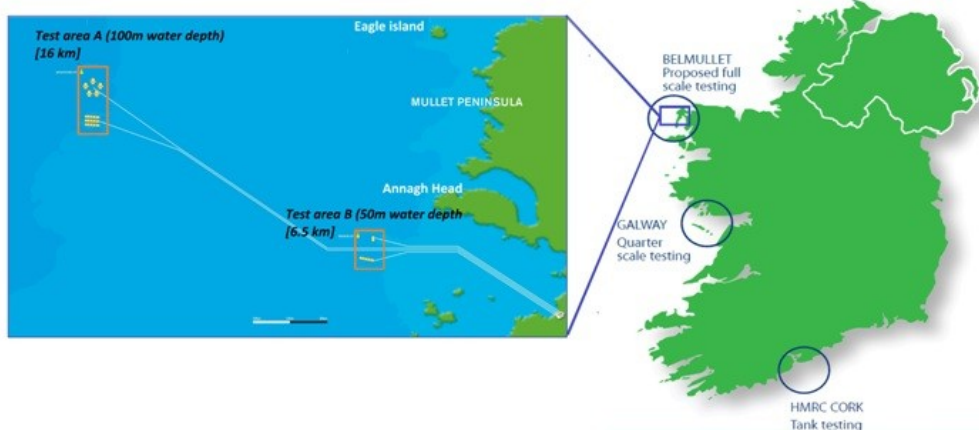 Test area A (100m water depth)
[16 km]
Eagle island
MULLET PENINSULA
Annagh Head
Test area B (50m water depth
[6.5 km]
BELMULLET
Proposed full
scale testing
GALWAY
Quarter
scale testing
HMRC CORK
Tank testing